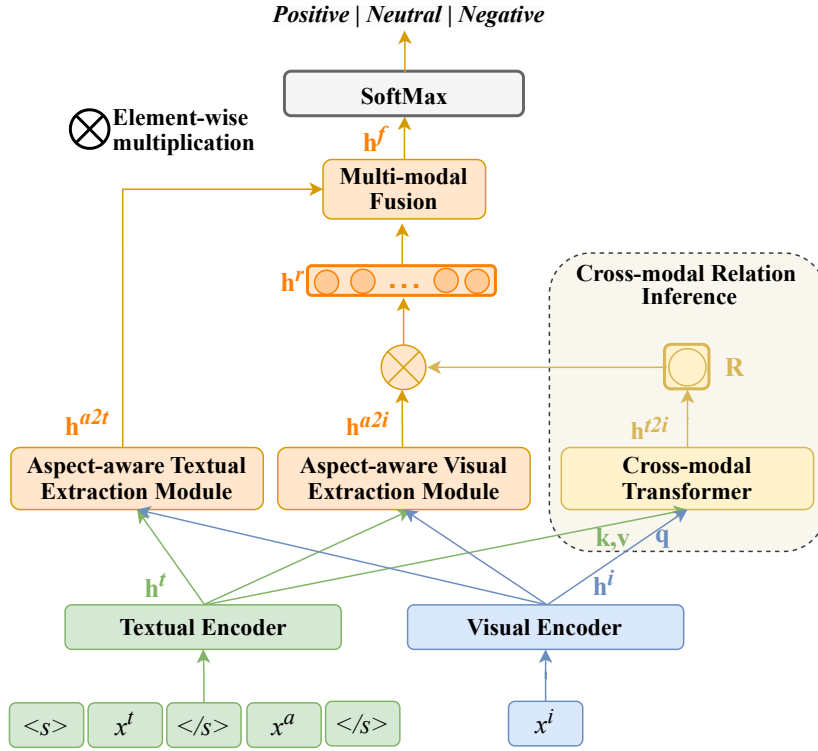 Positive | Neutral | Negative
SoftMax
Element-wise
multiplication
h^f
Multi-modal
Fusion
h^r
...
Cross-modal Relation
Inference
R
h^{a2t}
h^{a2i}
h^{t2i}
Aspect-aware Textual
Extraction Module
Aspect-aware Visual
Extraction Module
Cross-modal
Transformer
k,v
q
h^t
h^i
Textual Encoder
Visual Encoder
<s>
x^t
</s>
x^a
</s>
x^i